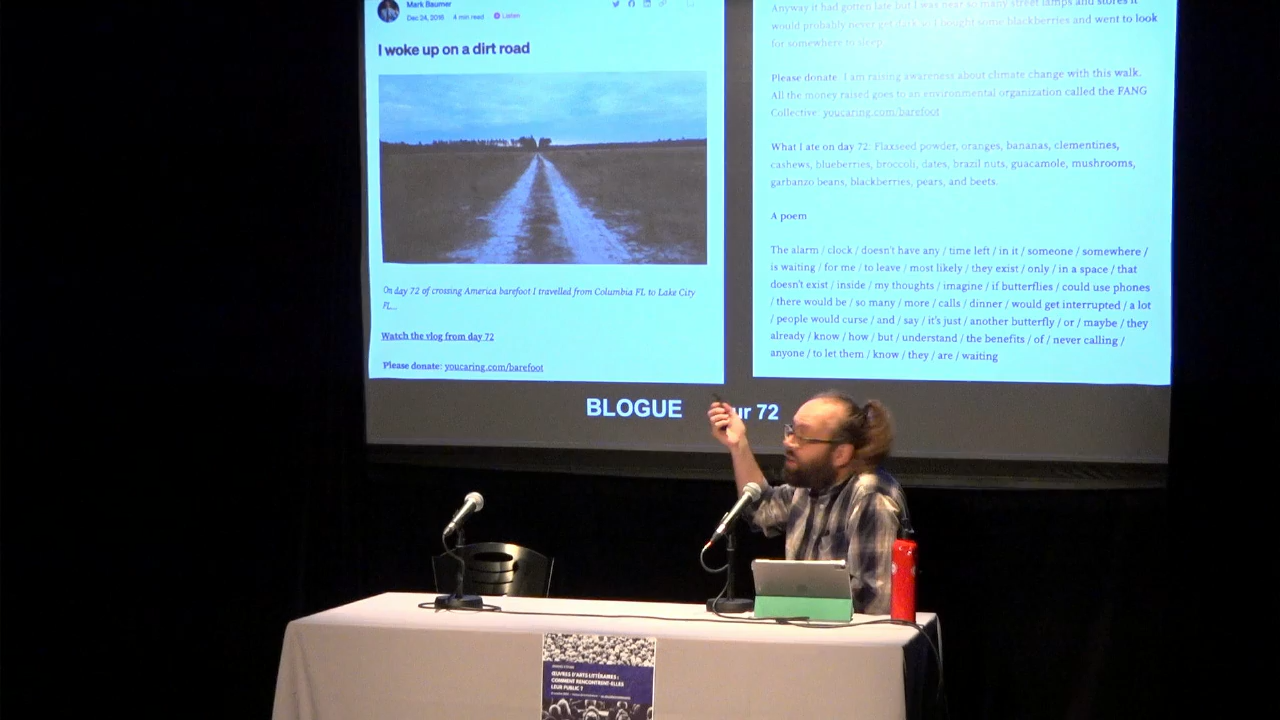 Mark Baumer
Dec 24, 2016 4 min read Listen
I woke up on a dirt road
On day 72 of crossing America barefoot I travelled from Columbia FL to Lake City
FL...
Watch the vlog from day 72
Please donate: youcaring.com/barefoot
Anyway it had gotten late but I was near so many street lamps and stores it
would probably never get dark so I bought some blackberries and went to look
for somewhere to sleep.
Please donate: I am raising awareness about climate change with this walk.
All the money raised goes to an environmental organization called the FANG
Collective: youcaring.com/barefoot
What I ate on day 72: Flaxseed powder, oranges, bananas, clementines,
cashews, blueberries, broccoli, dates, brazil nuts, guacamole, mushrooms,
garbanzo beans, blackberries, pears, and beets.
A poem
The alarm / clock / doesn't have any / time left / in it / someone / somewhere /
is waiting / for me / to leave / most likely / they exist / only / in a space / that
doesn't exist / inside / my thoughts / imagine / if butterflies / could use phones
/ there would be / so many / more / calls / dinner / would get interrupted / a lot
/ people would curse / and / say / it's just / another butterfly / or / maybe / they
already / know / how / but / understand / the benefits / of / never calling /
anyone / to let them / know / they / are / waiting
BLOGUE ur 72
ŒUVRES D'ARTS LITTÉRAIRES :
COMMENT RENCONTRENT-ELLES
LEUR PUBLIC ?